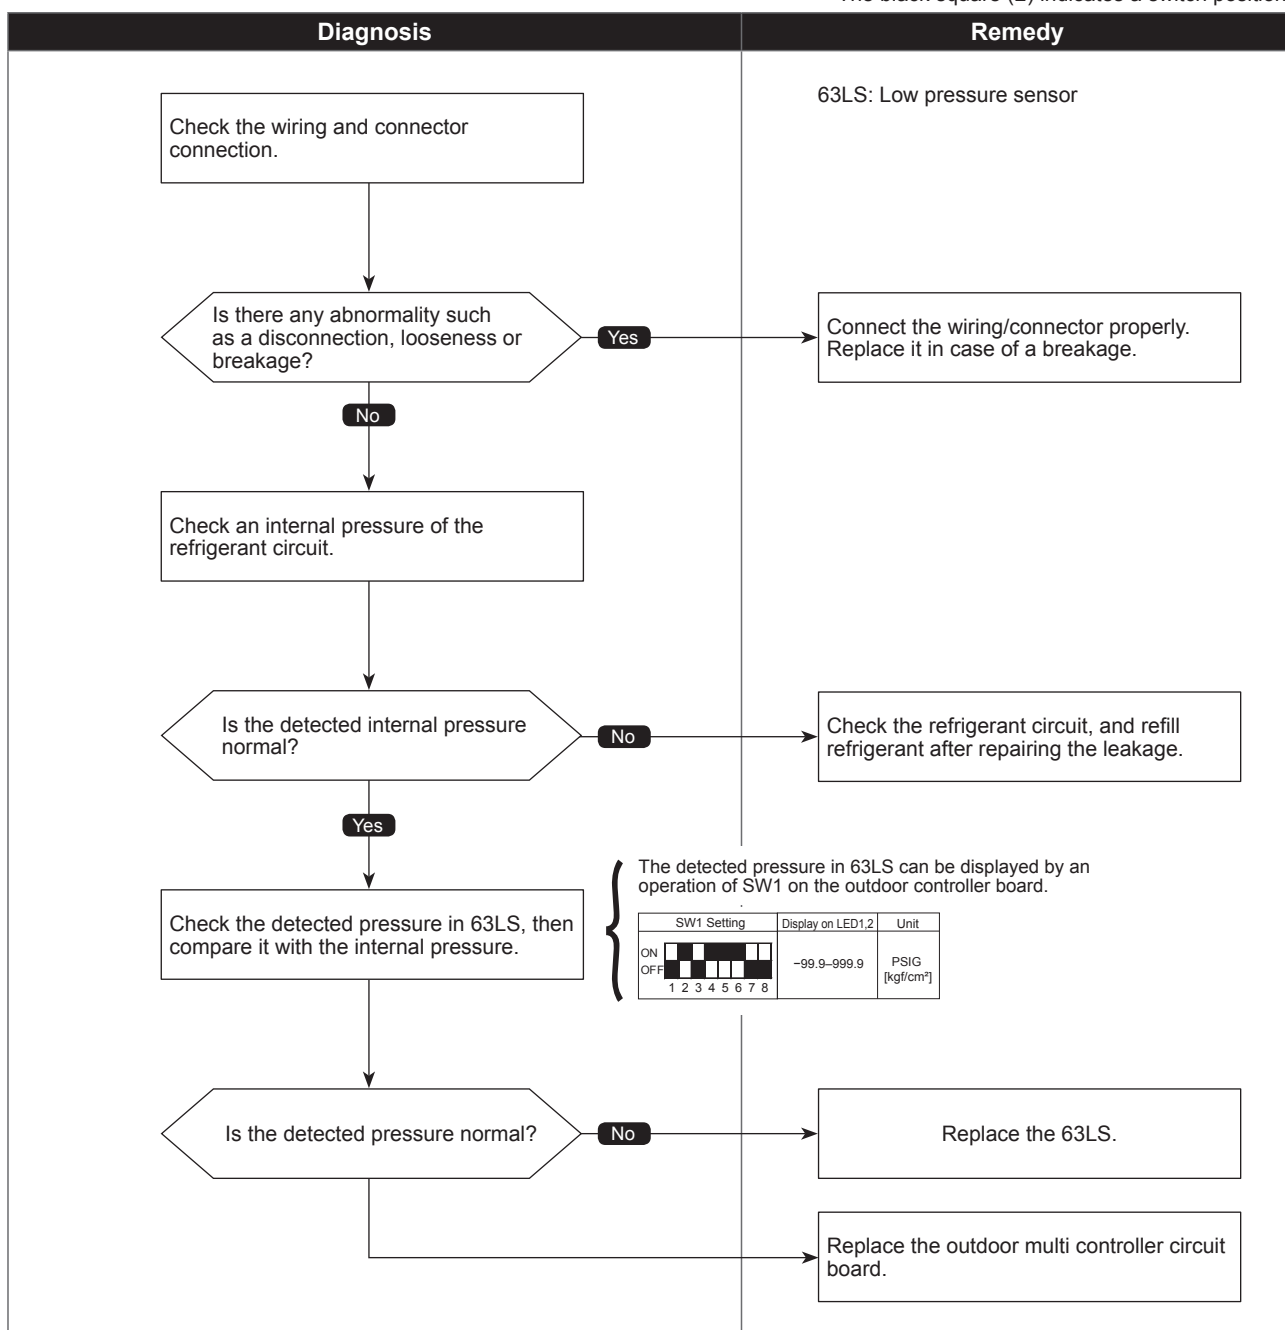 Diagnosis
Remedy
63LS: Low pressure sensor
Check the wiring and connector
connection.
Is there any abnormality such
as a disconnection, looseness or
breakage?
Yes
Connect the wiring/connector properly.
Replace it in case of a breakage.
No
Check an internal pressure of the
refrigerant circuit.
Is the detected internal pressure
normal?
No
Check the refrigerant circuit, and refill
refrigerant after repairing the leakage.
Yes
The detected pressure in 63LS can be displayed by an
operation of SW1 on the outdoor controller board.
Check the detected pressure in 63LS, then
compare it with the internal pressure.
SW1 Setting
Display on LED1,2
Unit
ON
OFF
1 2 3 4 5 6 7 8
−99.9–999.9
PSIG
[kgf/cm²]
Is the detected pressure normal?
No
Replace the 63LS.
Replace the outdoor multi controller circuit
board.